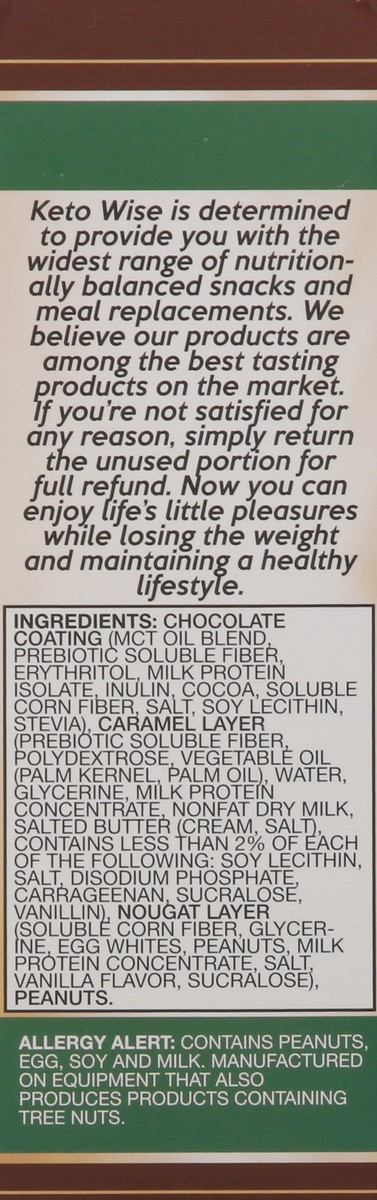 Keto Wise is determined
to provide you with the
widest range of nutrition-
ally balanced snacks and
meal replacements. We
believe our products are
among the best tasting
products on the market.
If you're not satisfied for
any reason, simply return
the unused portion for
full refund. Now you can
enjoy life's little pleasures
while losing the weight
and maintaining a healthy
lifestyle.
INGREDIENTS: CHOCOLATE
COATING (MCT OIL BLEND,
PREBIOTIC SOLUBLE FIBER,
ERYTHRITOL, MILK PROTEIN
ISOLATE, INULIN, COCOA, SOLUBLE
CORN FIBER, SALT, SOY LECITHIN,
STEVIA), CARAMEL LAYER
(PREBIOTIC SOLUBLE FIBER,
POLYDEXTROSE, VEGETABLE OIL
(PALM KERNEL, PALM OIL), WATER,
GLYCERINE, MILK PROTEIN
CONCENTRATE, NONFAT DRY MILK,
SALTED BUTTER (CREAM, SALT),
CONTAINS LESS THAN 2% OF EACH
OF THE FOLLOWING: SOY LECITHIN,
SALT, DISODIUM PHOSPHATE,
CARRAGEENAN, SUCRALOSE,
VANILLIN), NOUGAT LAYER
(SOLUBLE CORN FIBER, GLYCER-
INE, EGG WHITES, PEANUTS, MILK
PROTEIN CONCENTRATE, SALT,
VANILLA FLAVOR, SUCRALOSE),
PEANUTS.
ALLERGY ALERT: CONTAINS PEANUTS,
EGG, SOY AND MILK. MANUFACTURED
ON EQUIPMENT THAT ALSO
PRODUCES PRODUCTS CONTAINING
TREE NUTS.